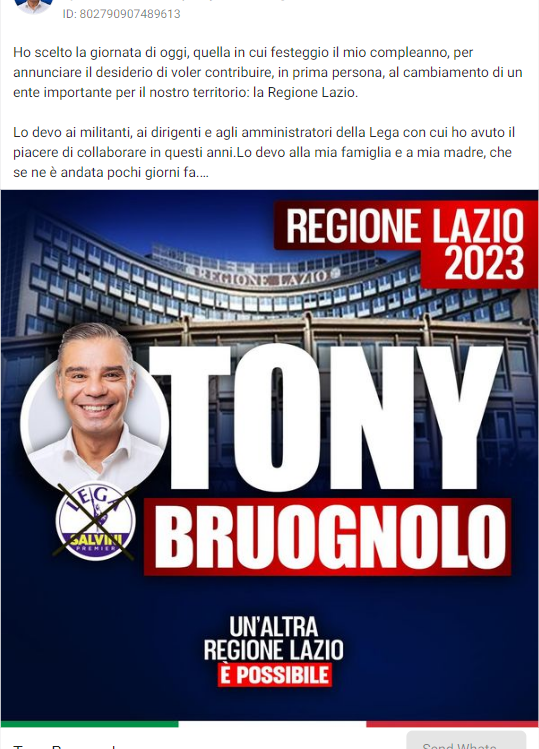 ID: 802790907489613
Ho scelto la giornata di oggi, quella in cui festeggio il mio compleanno, per
annunciare il desiderio di voler contribuire, in prima persona, al cambiamento di un
ente importante per il nostro territorio: la Regione Lazio.
Lo devo ai militanti, ai dirigenti e agli amministratori della Lega con cui ho avuto il
piacere di collaborare in questi anni.Lo devo alla mia famiglia e a mia madre, che
se ne è andata pochi giorni fa....
REGIONE LAZIO
2023
REGIONE LAZIO
TONY
BRUOGNOLO
LEGA
SALVINI
PREMIER
UN'ALTRA
REGIONE LAZIO
È POSSIBILE